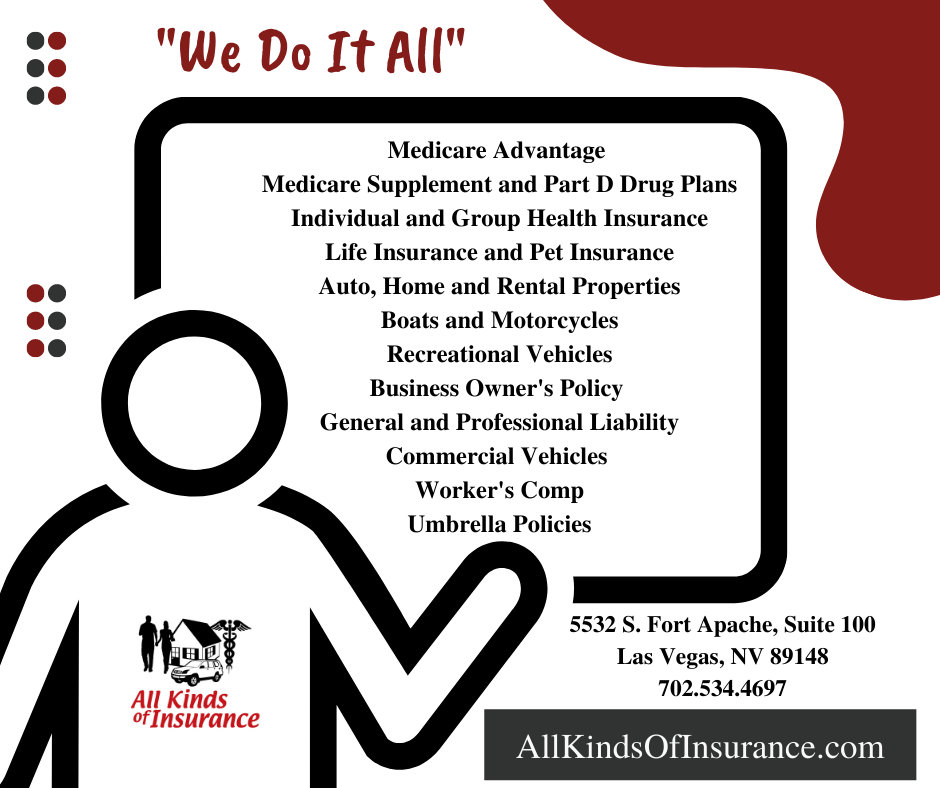 "We Do It All"
Medicare Advantage
Medicare Supplement and Part D Drug Plans
Individual and Group Health Insurance
Life Insurance and Pet Insurance
Auto, Home and Rental Properties
Boats and Motorcycles
Recreational Vehicles
Business Owner's Policy
General and Professional Liability
Commercial Vehicles
Worker's Comp
Umbrella Policies
All Kinds
of Insurance
5532 S. Fort Apache, Suite 100
Las Vegas, NV 89148
702.534.4697
AllKindsOfInsurance.com